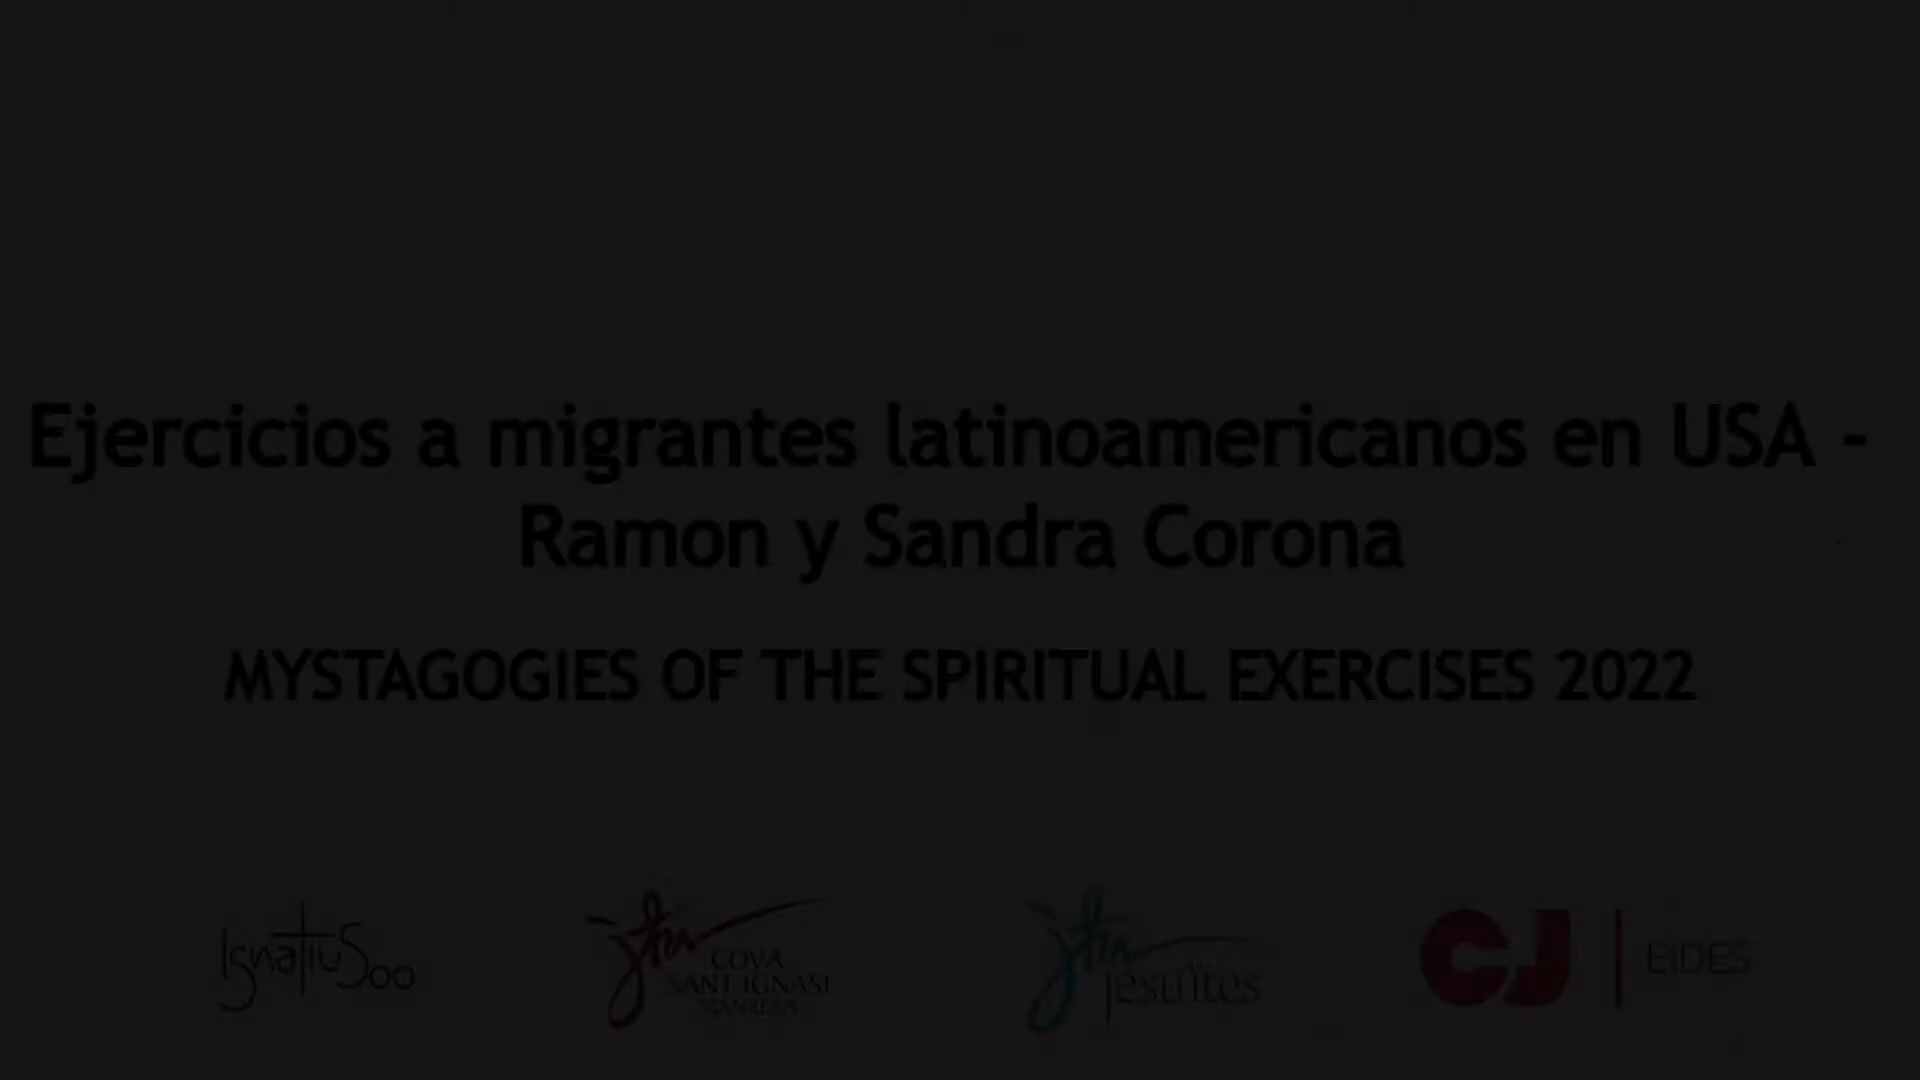 Ejercicios a migrantes latinoamericanos en USA -
Ramon y Sandra Corona
MYSTAGOGIES OF THE SPIRITUAL EXERCISES 2022
IgnatiuS500
COVA
SANT IGNASI
MANRESA
jesuïtes
CJ | EIDES